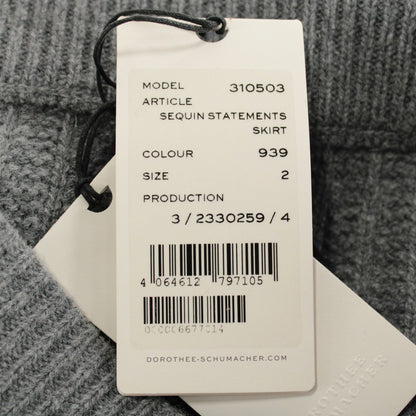 MODEL 310503
ARTICLE
SEQUIN STATEMENTS
SKIRT
COLOUR 939
SIZE 2
PRODUCTION
3 / 2330259 / 4
4 064612 797105
000006677014
DOROTHEE-SCHUMACHER.COM